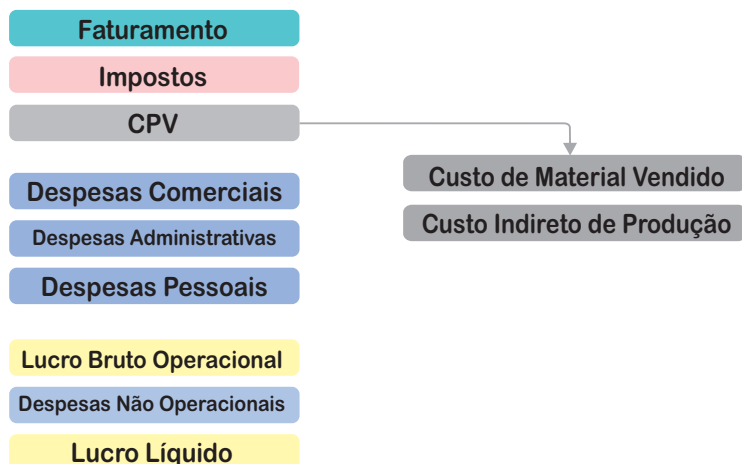 Faturamento
Impostos
CPV
Custo de Material Vendido
Despesas Comerciais
Custo Indireto de Produção
Despesas Administrativas
Despesas Pessoais
Lucro Bruto Operacional
Despesas Não Operacionais
Lucro Líquido